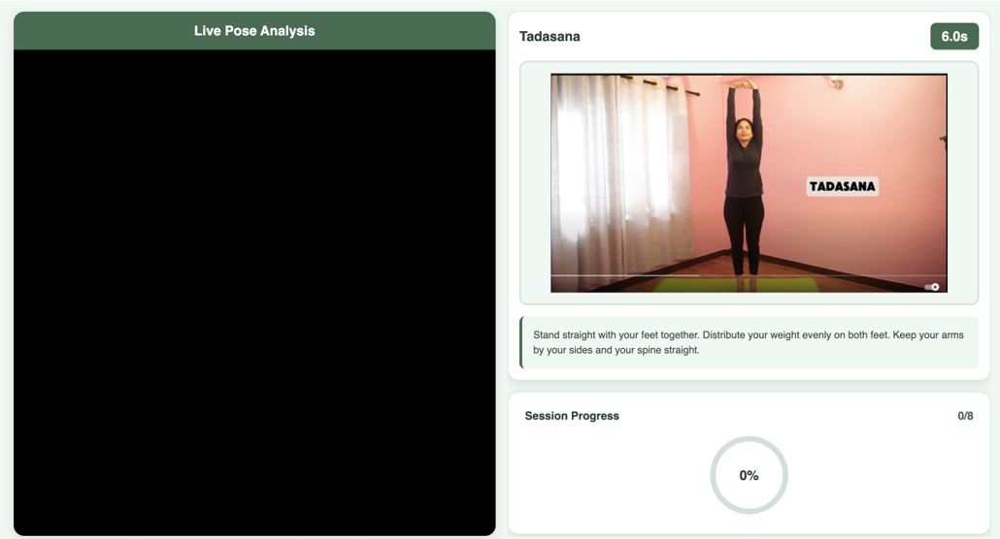 Live Pose Analysis
Tadasana
6.0s
TADASANA
Stand straight with your feet together. Distribute your weight evenly on both feet. Keep your arms
by your sides and your spine straight.
Session Progress
0/8
0%